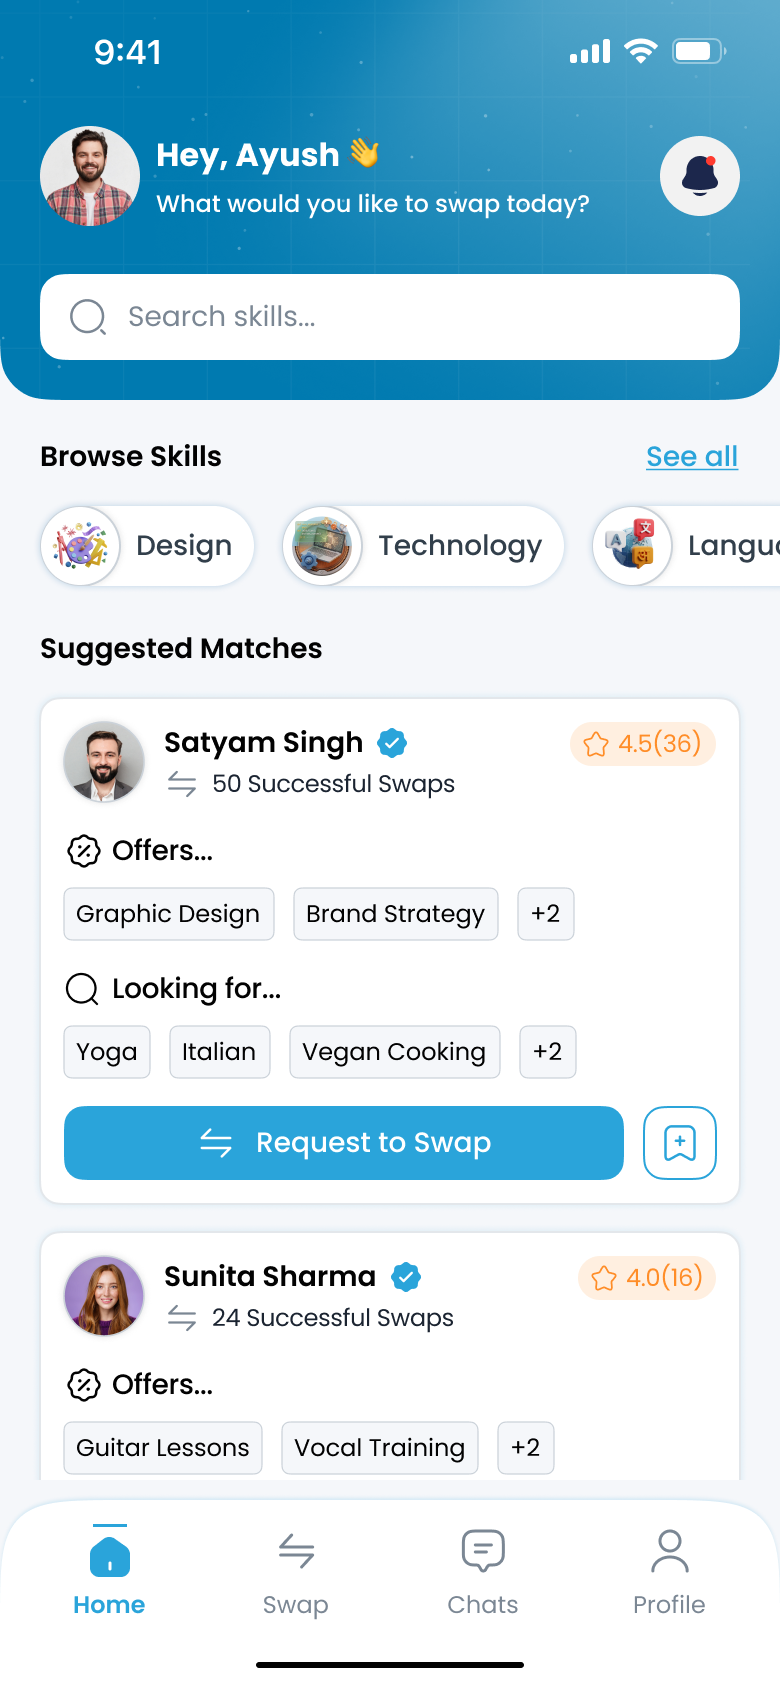 9:41
Hey, Ayush 👋
What would you like to swap today?
Search skills...
Browse Skills
See all
Design
Technology
Langu
Suggested Matches
Satyam Singh
4.5(36)
50 Successful Swaps
Offers...
Graphic Design
Brand Strategy
+2
Looking for...
Yoga
Italian
Vegan Cooking
+2
Request to Swap
Sunita Sharma
4.0(16)
24 Successful Swaps
Offers...
Guitar Lessons
Vocal Training
+2
Home
Swap
Chats
Profile